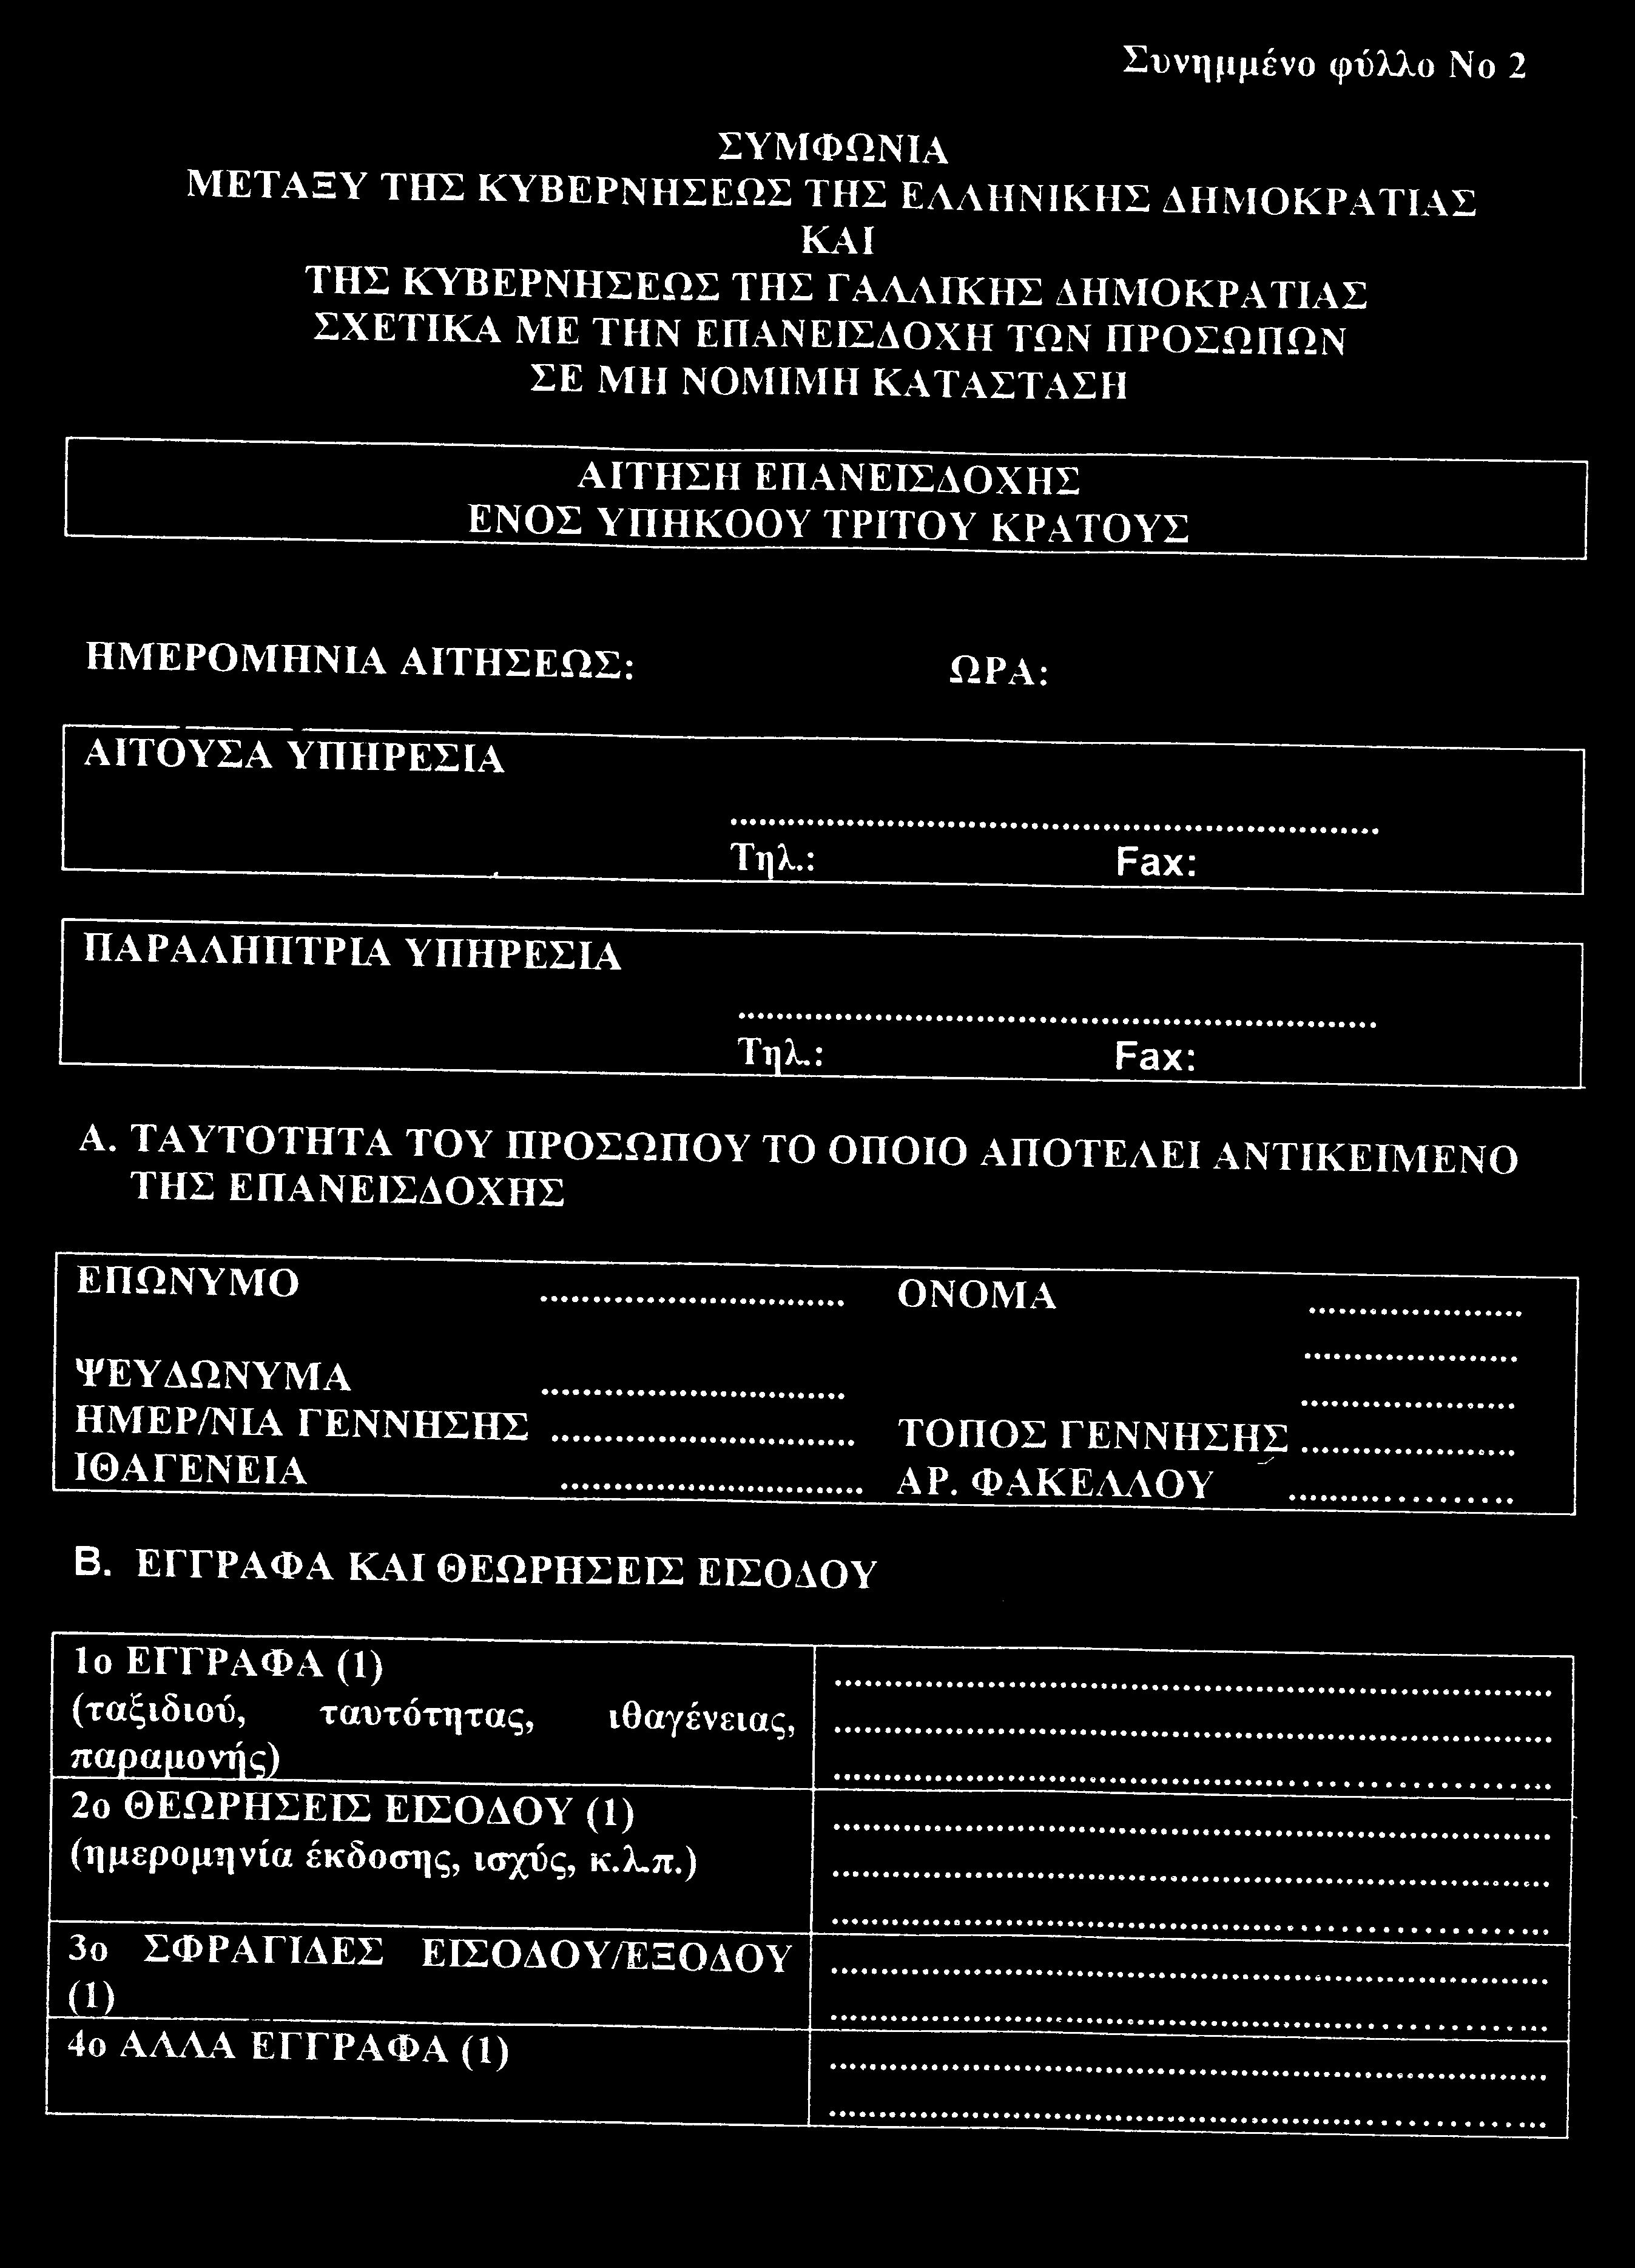 Συνημμένο φύλλο Νο 2
ΣΥΜΦΩΝΙΑ
ΜΕΤΑΞΥ ΤΗΣ ΚΥΒΕΡΝΗΣΕΩΣ ΤΗΣ ΕΛΛΗΝΙΚΗΣ ΔΗΜΟΚΡΑΤΙΑΣ
ΚΑΙ
ΤΗΣ ΚΥΒΕΡΝΗΣΕΩΣ ΤΗΣ ΓΑΛΛΙΚΗΣ ΔΗΜΟΚΡΑΤΙΑΣ
ΣΧΕΤΙΚΑ ΜΕ ΤΗΝ ΕΠΑΝΕΙΣΔΟΧΗ ΤΩΝ ΠΡΟΣΩΠΩΝ
ΣΕ ΜΗ ΝΟΜΙΜΗ ΚΑΤΑΣΤΑΣΗ
ΑΙΤΗΣΗ ΕΠΑΝΕΙΣΔΟΧΗΣ
ΕΝΟΣ ΥΠΗΚΟΟΥ ΤΡΙΤΟΥ ΚΡΑΤΟΥΣ
ΗΜΕΡΟΜΗΝΙΑ ΑΙΤΗΣΕΩΣ: ΩΡΑ:
ΑΙΤΟΥΣΑ ΥΠΗΡΕΣΙΑ
Τηλ.: Fax:
ΠΑΡΑΛΗΠΤΡΙΑ ΥΠΗΡΕΣΙΑ
Τηλ.: Fax:
Α. ΤΑΥΤΟΤΗΤΑ ΤΟΥ ΠΡΟΣΩΠΟΥ ΤΟ ΟΠΟΙΟ ΑΠΟΤΕΛΕΙ ΑΝΤΙΚΕΙΜΕΝΟ
ΤΗΣ ΕΠΑΝΕΙΣΔΟΧΗΣ
ΕΠΩΝΥΜΟ ............................. ΟΝΟΜΑ .....................
ΨΕΥΔΩΝΥΜΑ .............................
ΗΜΕΡ/ΝΙΑ ΓΕΝΝΗΣΗΣ ............................. ΤΟΠΟΣ ΓΕΝΝΗΣΗΣ .....................
ΙΘΑΓΕΝΕΙΑ ............................. ΑΡ. ΦΑΚΕΛΛΟΥ .....................
Β. ΕΓΓΡΑΦΑ ΚΑΙ ΘΕΩΡΗΣΕΙΣ ΕΙΣΟΔΟΥ
1ο ΕΓΓΡΑΦΑ (1)
(ταξιδιού, ταυτότητας, ιθαγένειας,
παραμονής)
2ο ΘΕΩΡΗΣΕΙΣ ΕΙΣΟΔΟΥ (1)
(ημερομηνία έκδοσης, ισχύς, κ.λ.π.)
3ο ΣΦΡΑΓΙΔΕΣ ΕΙΣΟΔΟΥ/ΕΞΟΔΟΥ
(1)
4ο ΑΛΛΑ ΕΓΓΡΑΦΑ (1)